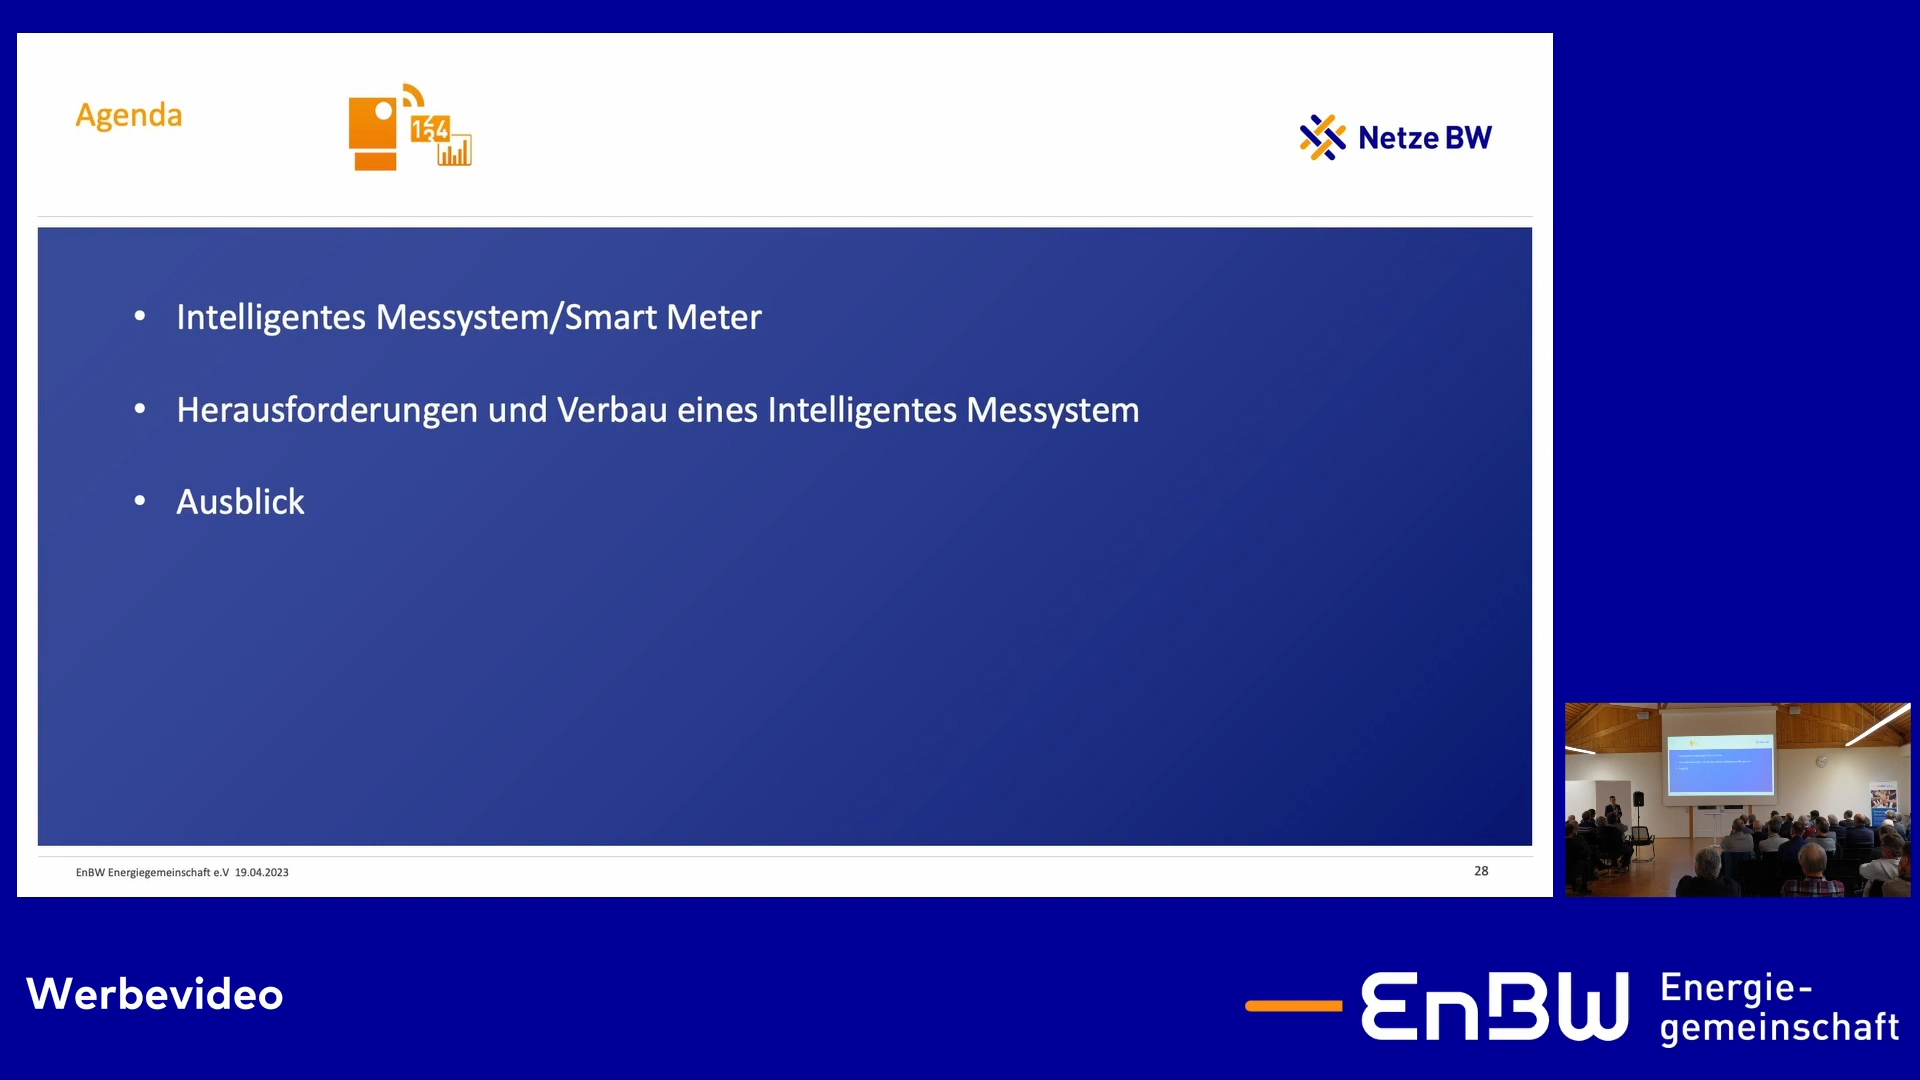 Agenda
Netze BW
• Intelligentes Messystem/Smart Meter
• Herausforderungen und Verbau eines Intelligentes Messystem
• Ausblick
EnBW Energiegemeinschaft e.V 19.04.2023
28
Werbevideo
EnBW
Energie-
gemeinschaft